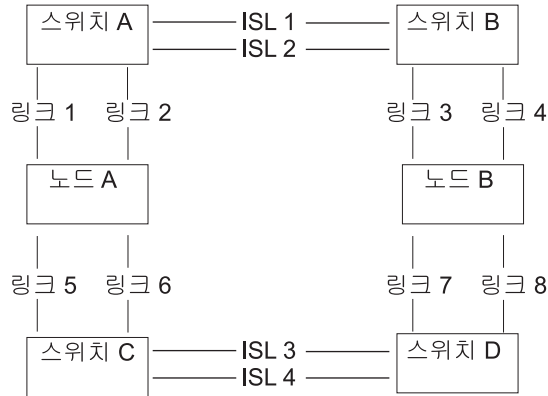 스위치 A
ISL 1
스위치 B
ISL 2
링크 1
링크 2
링크 3
링크 4
노드 A
노드 B
링크 5
링크 6
링크 7
링크 8
스위치 C
ISL 3
스위치 D
ISL 4